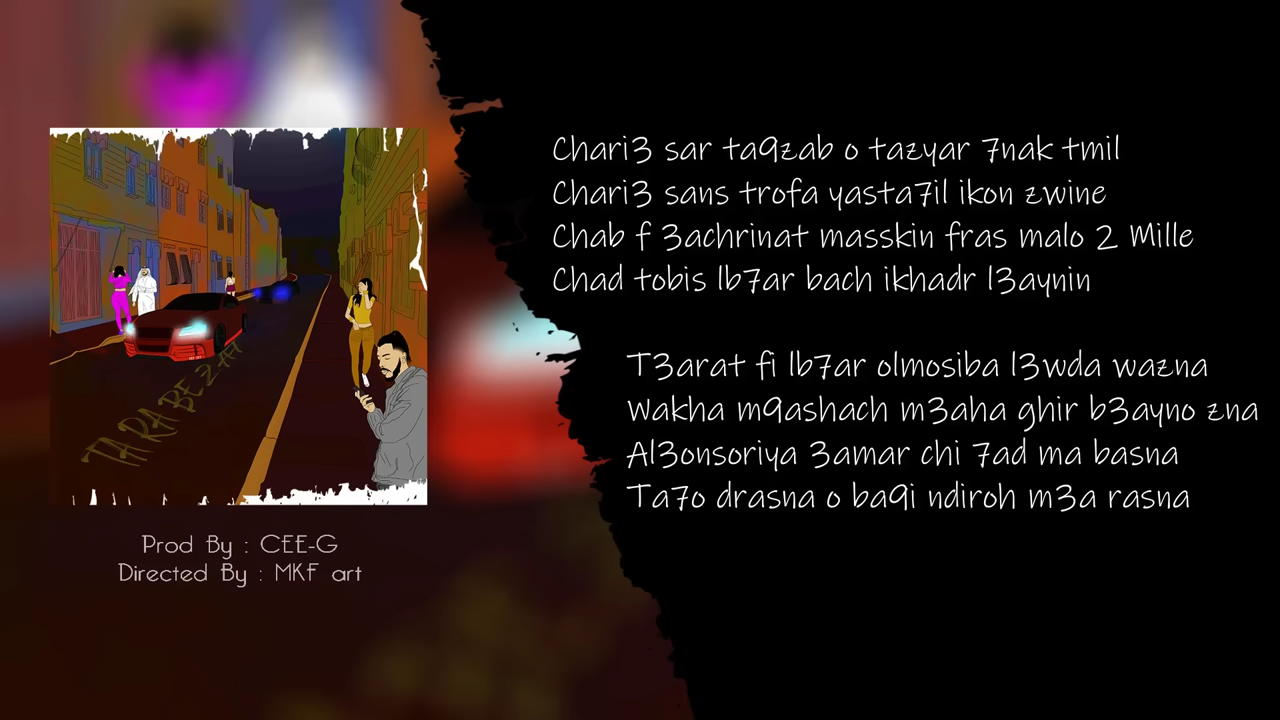 Chari3 sar ta9zab o tazyar 7nak tmil
Chari3 sans trofa yasta7il ikon zwine
Chab f 3achrinat masskin fras malo 2 Mille
Chad tobis lb7ar bach ikhadr l3aynin
T3arat fi lb7ar olmosiba l3wda wazna
Wakha m9ashach m3aha ghir b3ayno zna
Al3onsoriya 3amar chi 7ad ma basna
Ta7o drasna o ba9i ndiroh m3a rasna
TARABEZAT
Prod By : CEE-G
Directed By : MKF art